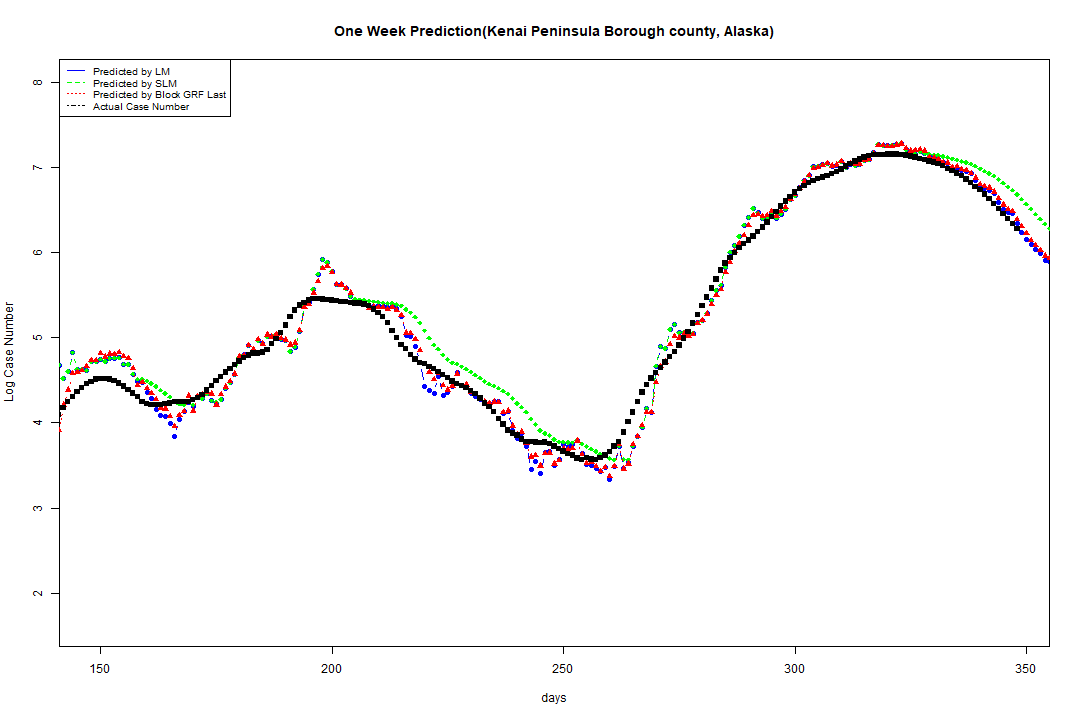 One Week Prediction(Kenai Peninsula Borough county, Alaska)
Predicted by LM
Predicted by SLM
Predicted by Block GRF Last
Actual Case Number
Log Case Number
8
7
6
5
4
3
2
150 200 250 300 350
days